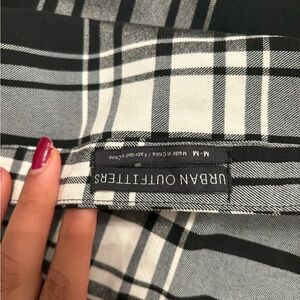 URBAN OUTFITTERS
M-M
Made in China / Fabriqué en Chine